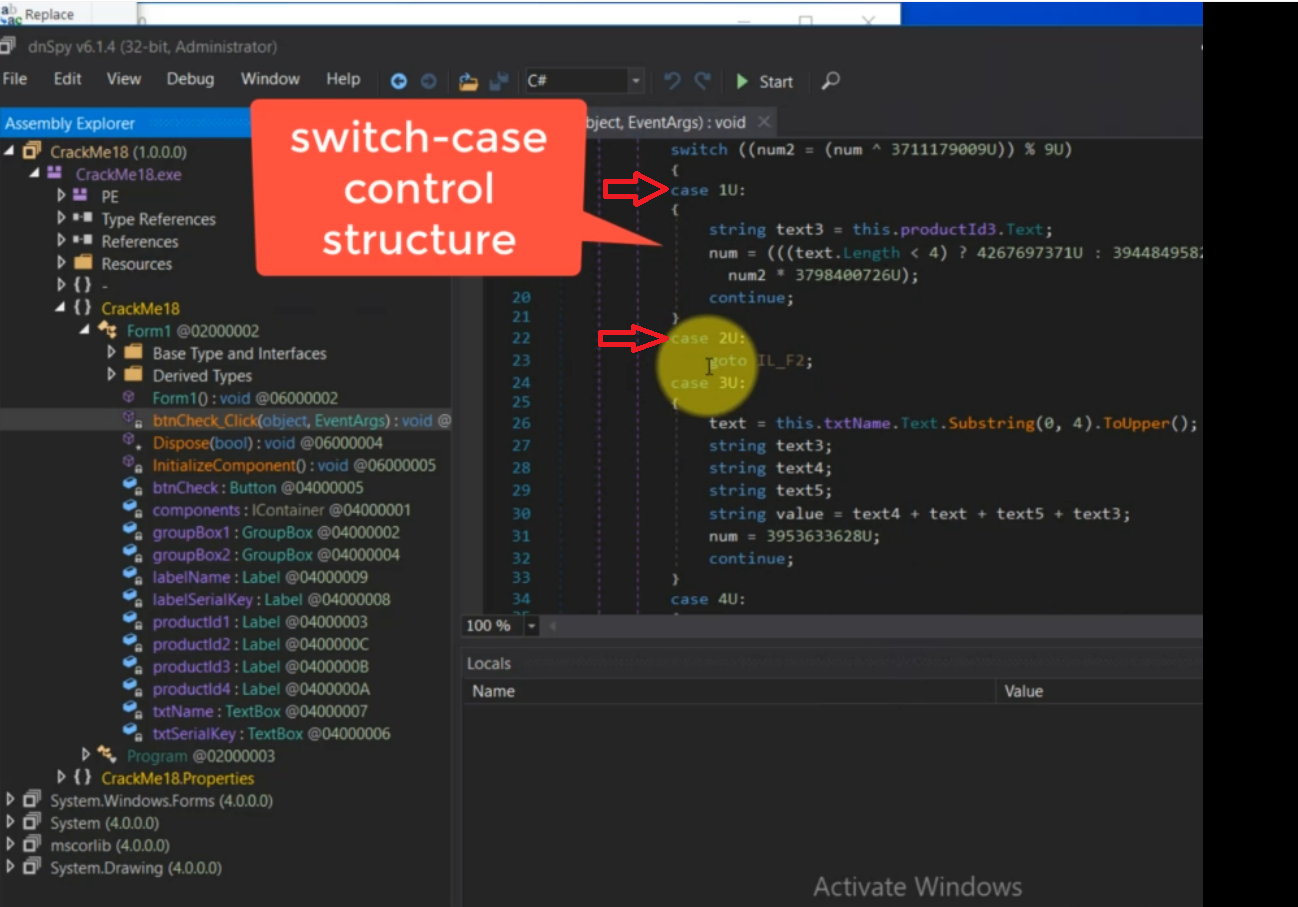 Replace
dnSpy v6.1.4 (32-bit, Administrator)
File Edit View Debug Window Help C# Start
Assembly Explorer
CrackMe18 (1.0.0.0)
CrackMe18.exe
PE
Type References
References
Resources
{ } -
{ } CrackMe18
Form1 @02000002
Base Type and Interfaces
Derived Types
Form1() : void @06000002
btnCheck_Click(object, EventArgs) : void @
Dispose(bool) : void @06000004
InitializeComponent() : void @06000005
btnCheck : Button @04000005
components : IContainer @04000001
groupBox1 : GroupBox @04000002
groupBox2 : GroupBox @04000004
labelName : Label @04000009
labelSerialKey : Label @04000008
productId1 : Label @04000003
productId2 : Label @0400000C
productId3 : Label @0400000B
productId4 : Label @0400000A
txtName : TextBox @04000007
txtSerialKey : TextBox @04000006
Program @02000003
{ } CrackMe18.Properties
System.Windows.Forms (4.0.0.0)
System (4.0.0.0)
mscorlib (4.0.0.0)
System.Drawing (4.0.0.0)
switch-case
control
structure
bject, EventArgs) : void
switch ((num2 = (num ^ 3711179009U)) % 9U)
{
case 1U:
{
string text3 = this.productId3.Text;
num = (((text.Length < 4) ? 4267697371U : 394484958
num2 * 3798400726U);
20 continue;
21 }
22 case 2U:
23 goto IL_F2;
24 case 3U:
25 {
26 text = this.txtName.Text.Substring(0, 4).ToUpper();
27 string text3;
28 string text4;
29 string text5;
30 string value = text4 + text + text5 + text3;
31 num = 3953633628U;
32 continue;
33 }
34 case 4U:
100 %
Locals
Name Value
Activate Windows